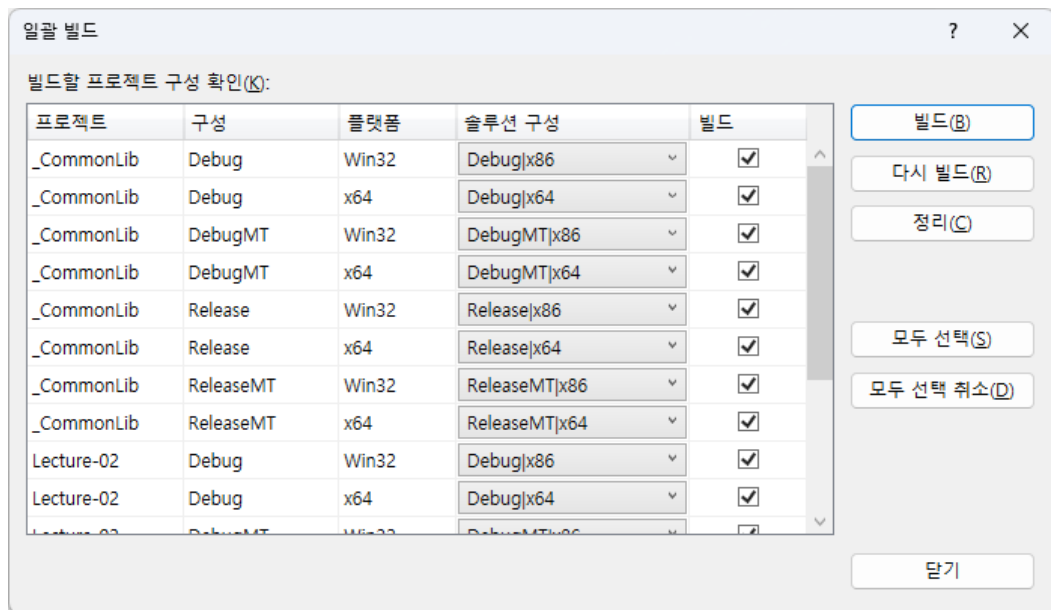 일괄 빌드
빌드할 프로젝트 구성 확인(K):
프로젝트 구성 플랫폼 솔루션 구성 빌드
_CommonLib Debug Win32 Debug|x86
_CommonLib Debug x64 Debug|x64
_CommonLib DebugMT Win32 DebugMT|x86
_CommonLib DebugMT x64 DebugMT|x64
_CommonLib Release Win32 Release|x86
_CommonLib Release x64 Release|x64
_CommonLib ReleaseMT Win32 ReleaseMT|x86
_CommonLib ReleaseMT x64 ReleaseMT|x64
Lecture-02 Debug Win32 Debug|x86
Lecture-02 Debug x64 Debug|x64
빌드(B)
다시 빌드(R)
정리(C)
모두 선택(S)
모두 선택 취소(D)
닫기